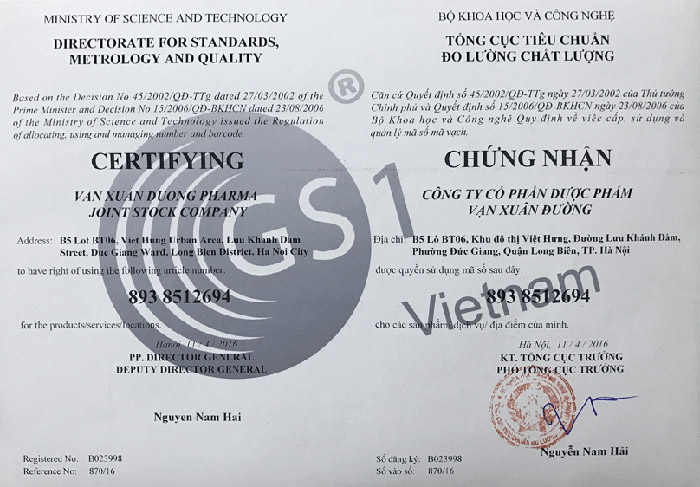 MINISTRY OF SCIENCE AND TECHNOLOGY
DIRECTORATE FOR STANDARDS,
METROLOGY AND QUALITY
Based on the Decision No 45/2002/QĐ-TTg dated 27/03/2002 of the
Prime Minister and Decision No 15/2006/QĐ-BKHCN dated 23/08/2006
of the Ministry of Science and Technology issued the Regulation
of allocating, using and managing number and barcode.
CERTIFYING
VAN XUAN DUONG PHARMA
JOINT STOCK COMPANY
Address: B5 Lot BT06, Viet Hung Urban Area, Luu Khanh Dam
Street. Duc Giang Ward, Long Bien District, Ha Noi City
to have right of using the following article number:
893 8512694
for the products/services/locations.
Hanoi, 11 / 4 / 2016
PP. DIRECTOR GENERAL
DEPUTY DIRECTOR GENERAL
Nguyen Nam Hai
Registered No: B023998
Reference No: 870/16
BỘ KHOA HỌC VÀ CÔNG NGHỆ
TỔNG CỤC TIÊU CHUẨN
ĐO LƯỜNG CHẤT LƯỢNG
Căn cứ Quyết định số 45/2002/QĐ-TTg ngày 27/03/2002 của Thủ tướng
Chính phủ và Quyết định số 15/2006/QĐ-BKHCN ngày 23/08/2006 của
Bộ Khoa học và Công nghệ Quy định về việc cấp, sử dụng và
quản lý mã số mã vạch.
CHỨNG NHẬN
CÔNG TY CỔ PHẦN DƯỢC PHẨM
VẠN XUÂN ĐƯỜNG
Địa chỉ: B5 Lô BT06, Khu đô thị Việt Hưng, Đường Lưu Khánh Đàm,
Phường Đức Giang, Quận Long Biên, TP. Hà Nội
được quyền sử dụng mã số sau đây:
893 8512694
cho các sản phẩm/ dịch vụ/ địa điểm của mình.
Hà Nội, 11 / 4 / 2016
KT. TỔNG CỤC TRƯỞNG
PHÓ TỔNG CỤC TRƯỞNG
Nguyễn Nam Hải
Số đăng ký: B023998
Số vào sổ: 870/16
GS1
®
Vietnam